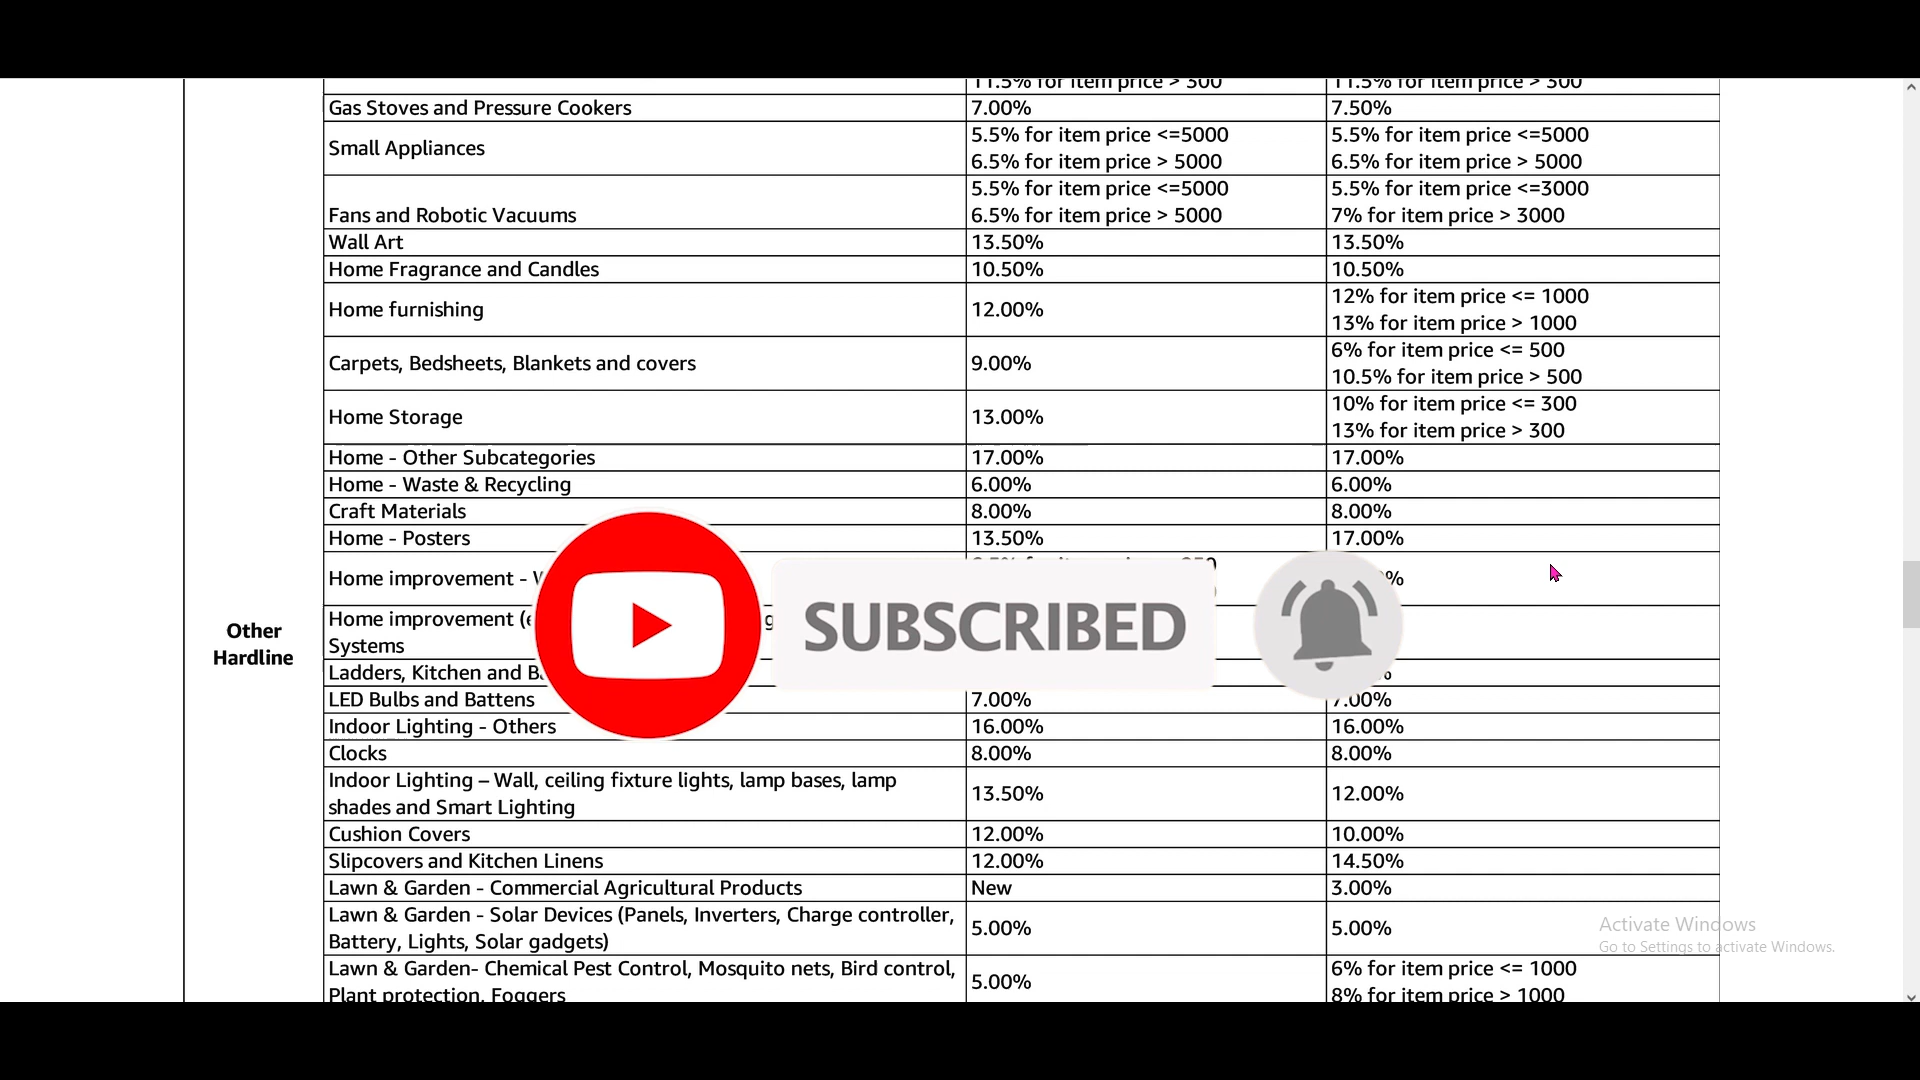 11.5% for item price > 300 11.5% for item price > 300
Gas Stoves and Pressure Cookers 7.00% 7.50%
Small Appliances 5.5% for item price <=5000 5.5% for item price <=5000
6.5% for item price > 5000 6.5% for item price > 5000
5.5% for item price <=5000 5.5% for item price <=3000
Fans and Robotic Vacuums 6.5% for item price > 5000 7% for item price > 3000
Wall Art 13.50% 13.50%
Home Fragrance and Candles 10.50% 10.50%
Home furnishing 12.00% 12% for item price <= 1000
13% for item price > 1000
Carpets, Bedsheets, Blankets and covers 9.00% 6% for item price <= 500
10.5% for item price > 500
Home Storage 13.00% 10% for item price <= 300
13% for item price > 300
Home - Other Subcategories 17.00% 17.00%
Home - Waste & Recycling 6.00% 6.00%
Craft Materials 8.00% 8.00%
Home - Posters 13.50% 17.00%
Home improvement - %
Home improvement
Systems
Other
Hardline
SUBSCRIBED
Ladders, Kitchen and
LED Bulbs and Battens 7.00% 7.00%
Indoor Lighting - Others 16.00% 16.00%
Clocks 8.00% 8.00%
Indoor Lighting – Wall, ceiling fixture lights, lamp bases, lamp
shades and Smart Lighting 13.50% 12.00%
Cushion Covers 12.00% 10.00%
Slipcovers and Kitchen Linens 12.00% 14.50%
Lawn & Garden - Commercial Agricultural Products New 3.00%
Lawn & Garden - Solar Devices (Panels, Inverters, Charge controller,
Battery, Lights, Solar gadgets) 5.00% 5.00%
Lawn & Garden- Chemical Pest Control, Mosquito nets, Bird control,
Plant protection, Foggers 5.00% 6% for item price <= 1000
8% for item price > 1000
Activate Windows
Go to Settings to activate Windows.